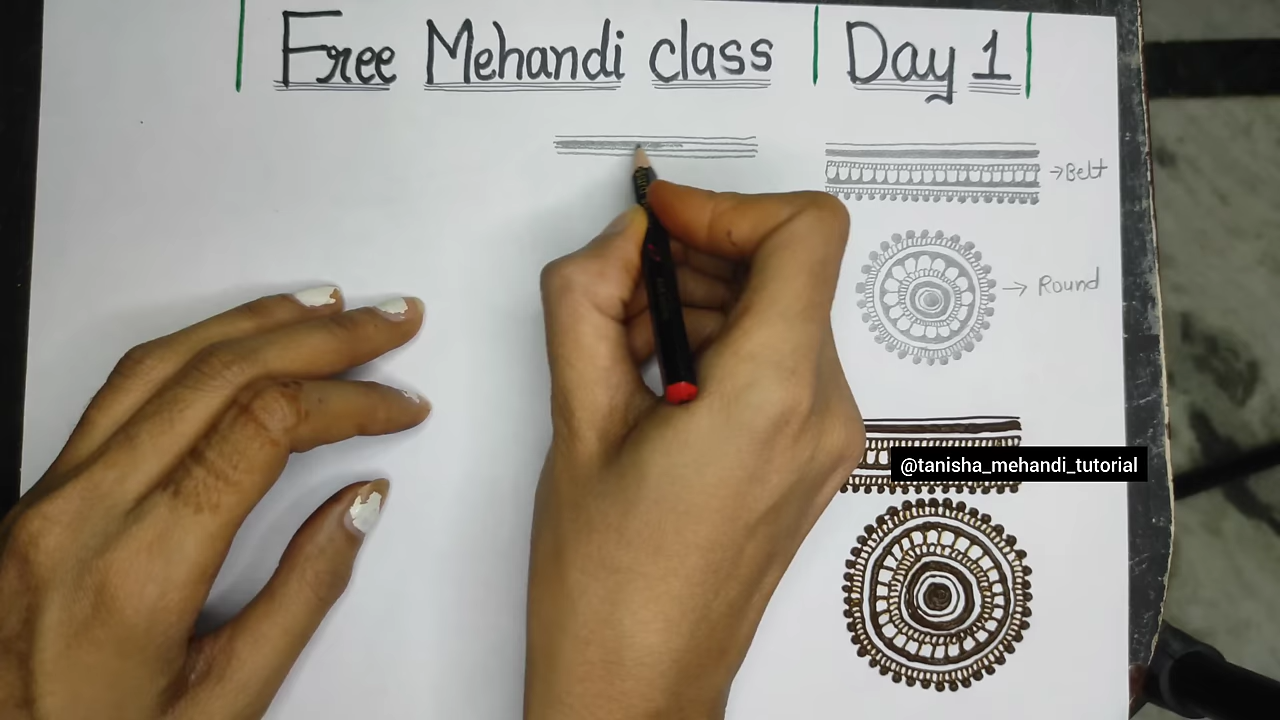 Free Mehandi class | Day 1
→Belt
→ Round
@tanisha_mehandi_tutorial